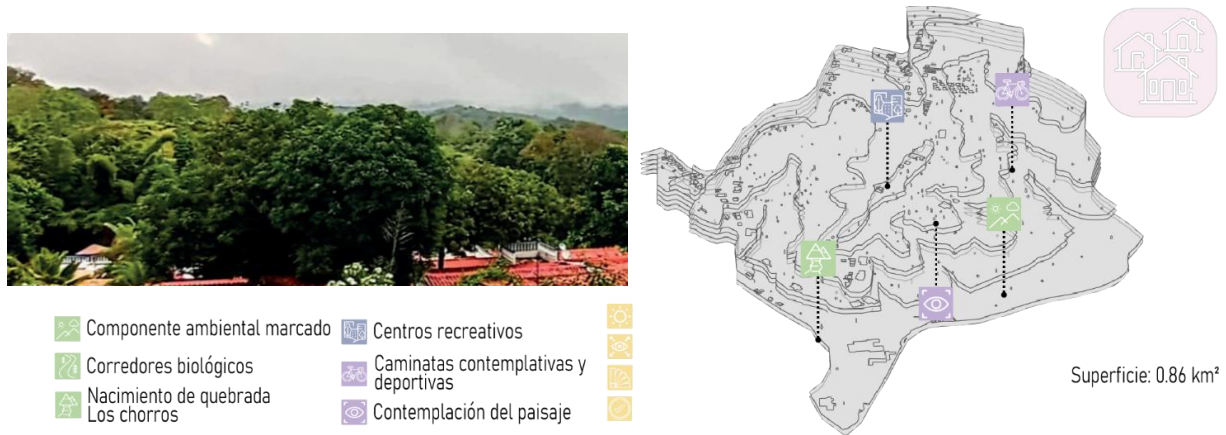 Componente ambiental marcado
Corredores biológicos
Nacimiento de quebrada
Los chorros
Centros recreativos
Caminatas contemplativas y
deportivas
Contemplación del paisaje
Superficie: 0.86 km²